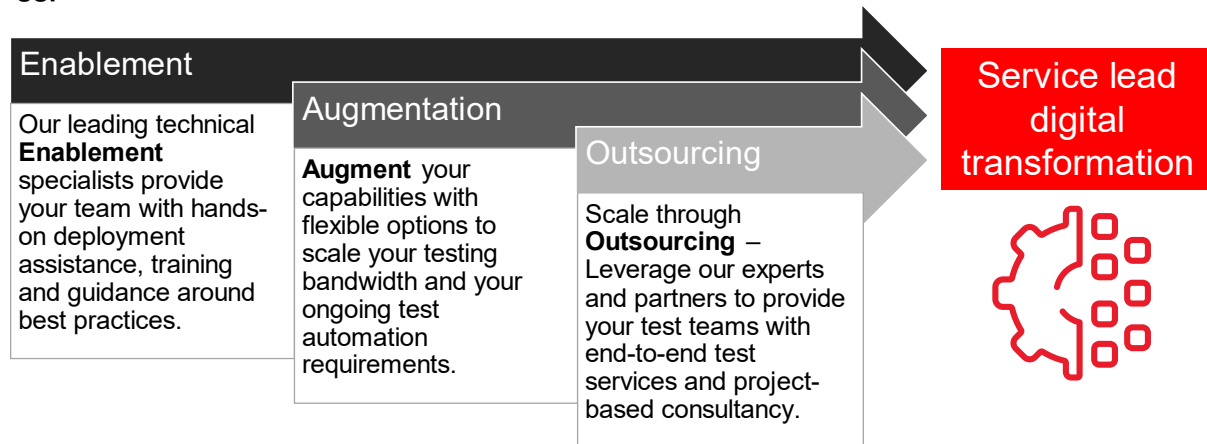 Enablement
Our leading technical
Enablement
specialists provide
your team with hands-
on deployment
assistance, training
and guidance around
best practices.
Augmentation
Augment your
capabilities with
flexible options to
scale your testing
bandwidth and your
ongoing test
automation
requirements.
Outsourcing
Scale through
Outsourcing –
Leverage our experts
and partners to provide
your test teams with
end-to-end test
services and project-
based consultancy.
Service lead
digital
transformation